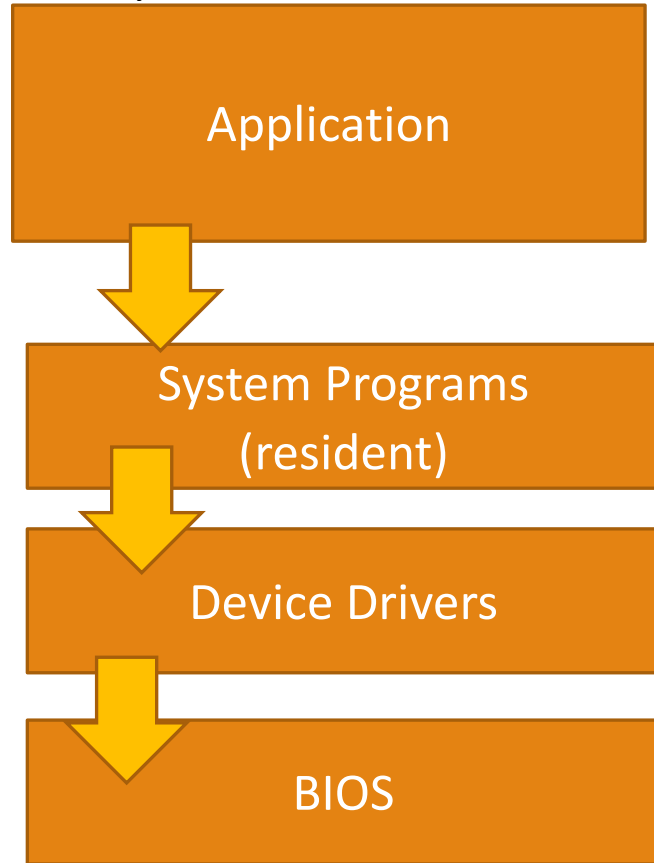 Application
System Programs
(resident)
Device Drivers
BIOS